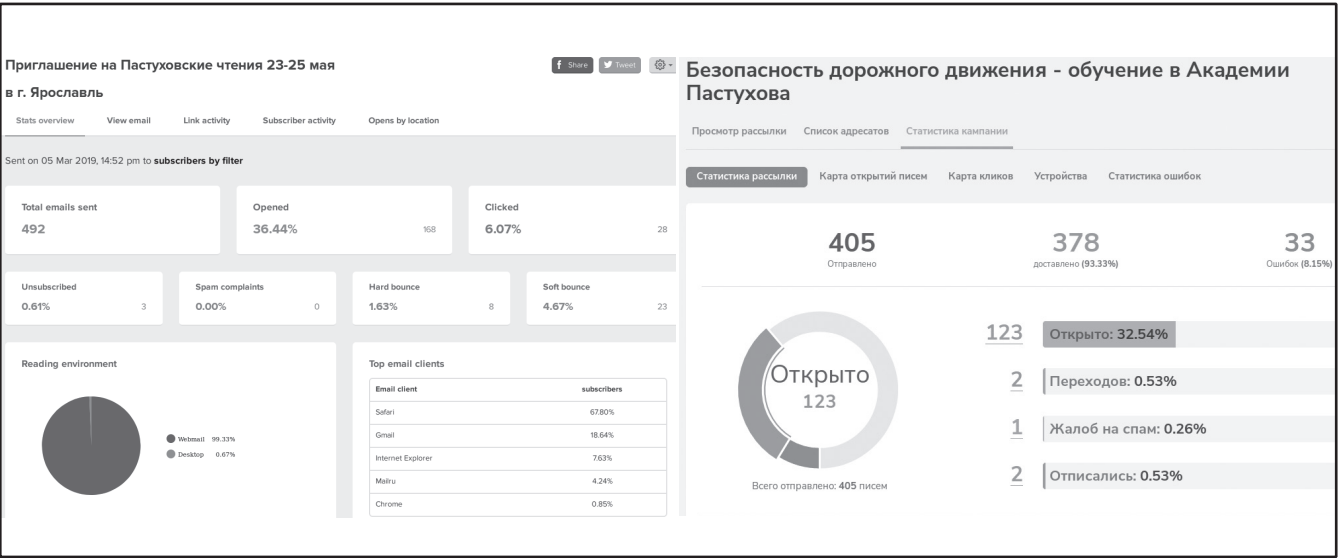 Приглашение на Пастуховские чтения 23-25 мая
в г. Ярославль
f Share
Tweet
Stats overview View email Link activity Subscriber activity Opens by location
Sent on 05 Mar 2019, 14:52 pm to subscribers by filter
Total emails sent
492
Opened
36.44% 168
Clicked
6.07% 28
Unsubscribed
0.61% 3
Spam complaints
0.00% 0
Hard bounce
1.63% 8
Soft bounce
4.67% 23
Reading environment
Webmail 99.33%
Desktop 0.67%
Top email clients
Email client subscribers
Safari 67.80%
Gmail 18.64%
Internet Explorer 7.63%
Mailru 4.24%
Chrome 0.85%
Безопасность дорожного движения - обучение в Академии
Пастухова
Просмотр рассылки Список адресатов Статистика кампании
Статистика рассылки Карта открытий писем Карта кликов Устройства Статистика ошибок
405
Отправлено
378
доставлено (93.33%)
33
Ошибок (8.15%)
Открыто
123
Всего отправлено: 405 писем
123 Открыто: 32.54%
2 Переходов: 0.53%
1 Жалоб на спам: 0.26%
2 Отписались: 0.53%